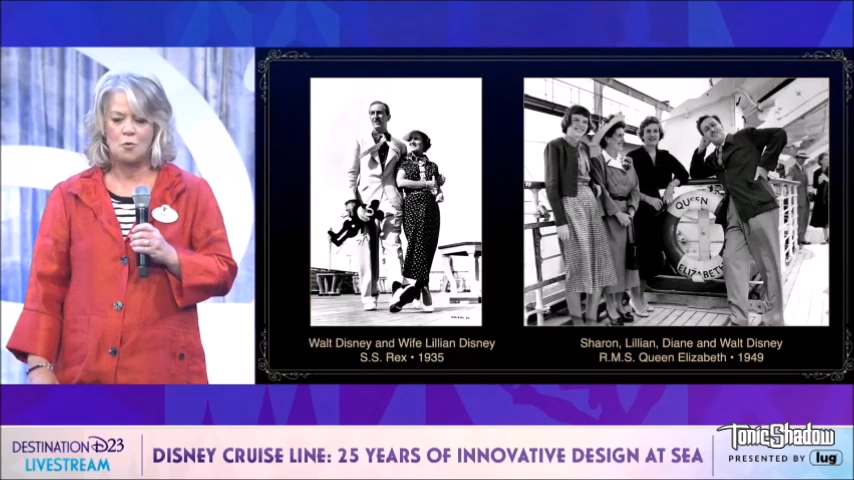 QUEEN
ELIZABETH
Walt Disney and Wife Lillian Disney
S.S. Rex • 1935
Sharon, Lillian, Diane and Walt Disney
R.M.S. Queen Elizabeth • 1949
DESTINATION D23
LIVESTREAM
DISNEY CRUISE LINE: 25 YEARS OF INNOVATIVE DESIGN AT SEA
TonicShadow
PRESENTED BY lug